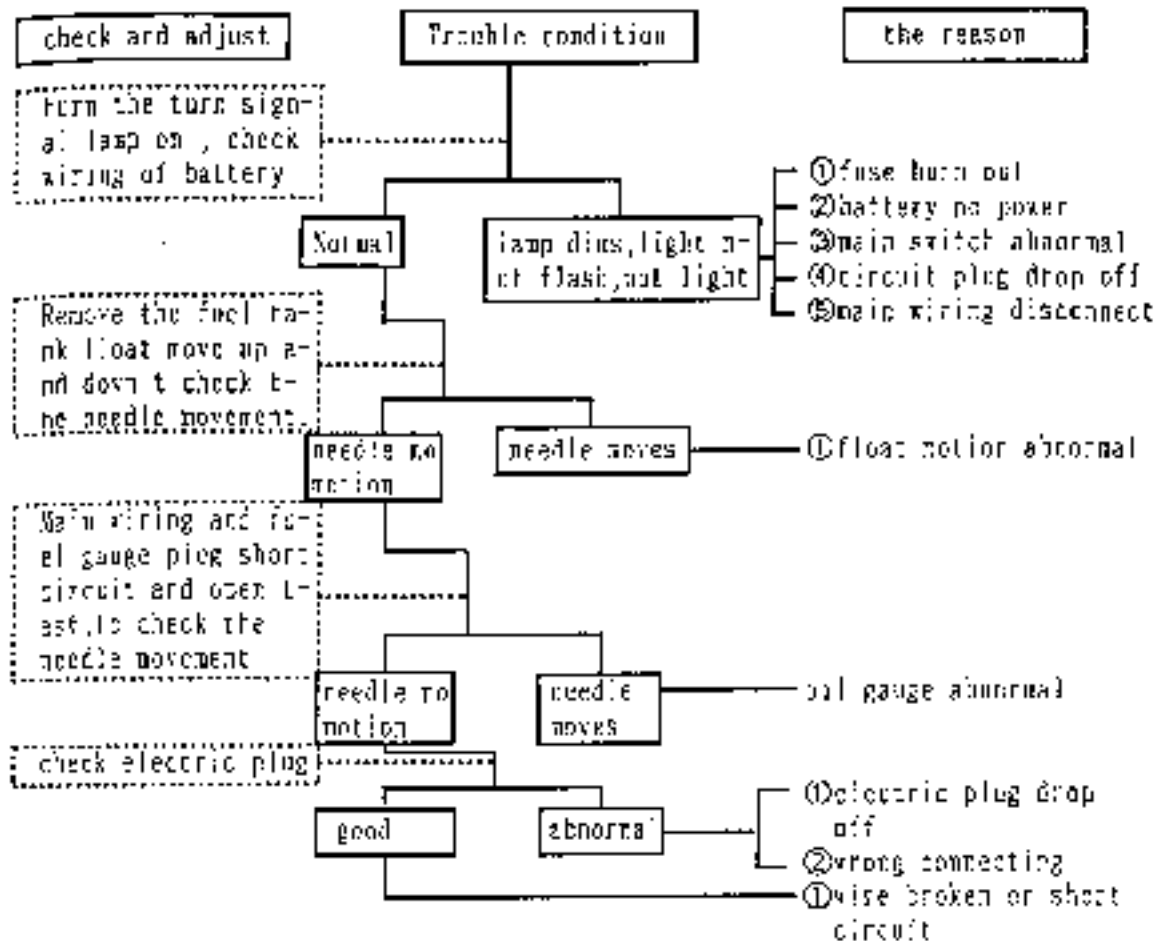 check and adjust
Trouble condition
the reason
Turn the turn sign-
al lamp on , check
wiring of battery
①fuse burn out
②battery no power
③main switch abnormal
④circuit plug drop off
⑤main wiring disconnect
Normal
lamp dims,light n-
ot flash,not light
Remove the fuel ta-
nk float move up a-
nd down t check t-
he needle movement.
needle no
motion
needle moves
①float motion abnormal
Main wiring and fu-
el gauge plug short
circuit and open t-
est,to check the
needle movement
needle no
motion
needle
moves
gauge abnormal
check electric plug
good
abnormal
①electric plug drop
off
②wrong connecting
①wise broken or short
circuit